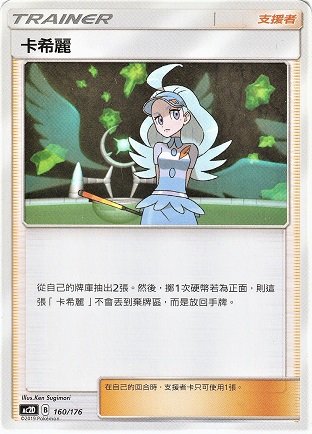 TRAINER
支援者
卡希麗
從自己的牌庫抽出2張。然後，擲1次硬幣若為正面，則這
張「卡希麗」不會丟到棄牌區，而是放回手牌。
Illus.Ken Sugimori
AC2D B 160/176
©2019 Pokémon
在自己的回合時，支援者卡只可使用1張。